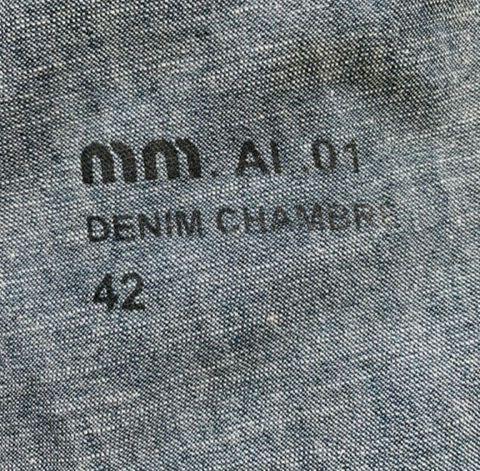 mm. AI .01
DENIM CHAMBRE
42